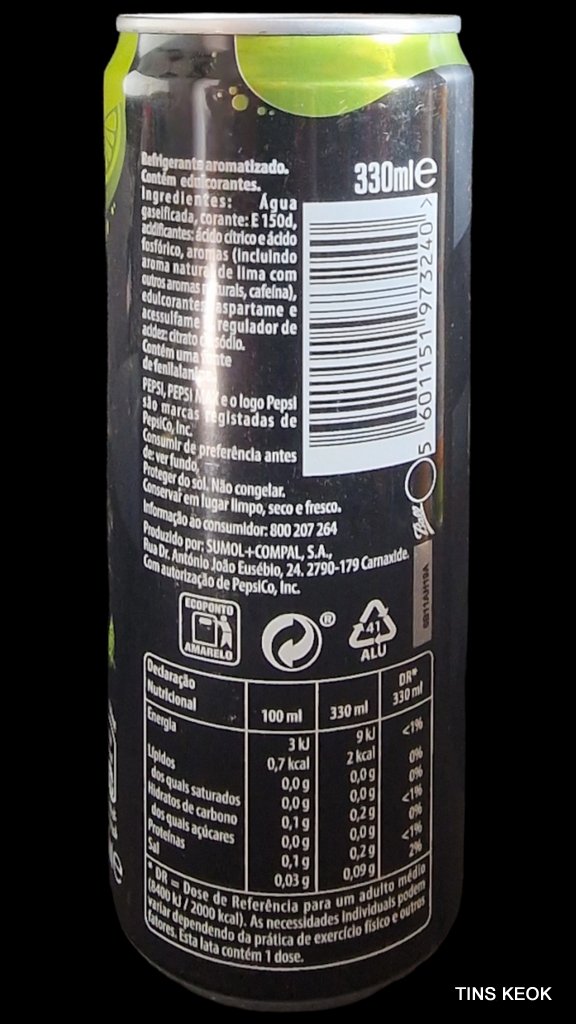 Refrigerante aromatizado.
Contém edulcorantes.
Ingredientes: Água
gaseificada, corante: E 150d,
acidificantes: ácido cítrico e ácido
fosfórico, aromas (incluindo
aroma natural de lima com
outros aromas naturais, cafeína),
edulcorantes: aspartame e
acessulfame regulador de
acidez: citrato de sódio.
Contém uma fonte
de fenilalanina.
PEPSI, PEPSI MAX e o logo Pepsi
são marcas registadas de
PepsiCo, Inc.
Consumir de preferência antes
de: ver fundo.
Proteger do sol. Não congelar.
Conservar em lugar limpo, seco e fresco.
Informação ao consumidor: 800 207 264
Produzido por: SUMOL+COMPAL, S.A.,
Rua Dr. António João Eusébio, 24. 2790-179 Carnaxide.
Com autorização de PepsiCo, Inc.
330ml e
5 601151 973240 >
Ball
ECOPONTO
AMARELO
®
41
ALU
Declaração Nutricional 100 ml 330 ml DR* 330 ml
Energia 3 kJ 9 kJ <1%
0,7 kcal 2 kcal
Lípidos 0,0 g 0,0 g 0%
dos quais saturados 0,0 g 0,0 g 0%
Hidratos de carbono 0,1 g 0,2 g <1%
dos quais açúcares 0,0 g 0,0 g 0%
Proteínas 0,1 g 0,2 g <1%
Sal 0,03 g 0,09 g 2%
* DR = Dose de Referência para um adulto médio
(8400 kJ / 2000 kcal). As necessidades individuais podem
variar dependendo da prática de exercício físico e outros
fatores. Esta lata contém 1 dose.
TINS KEOK